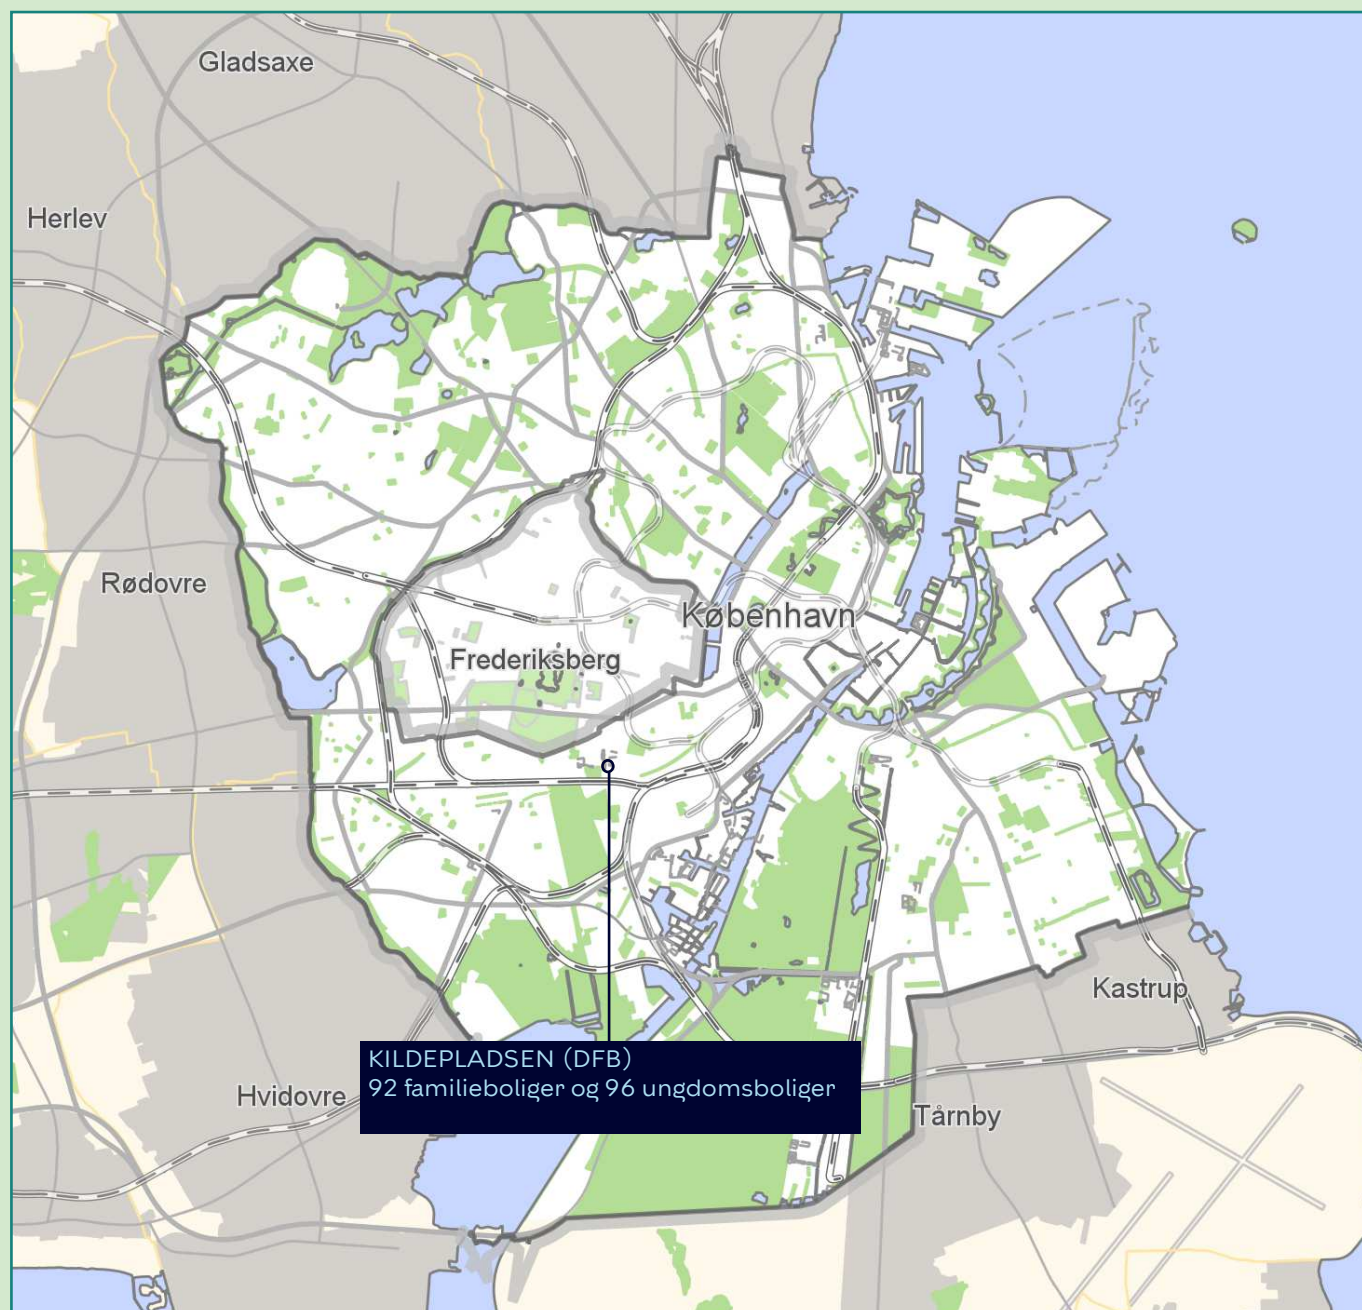 Gladsaxe
Herlev
Rødovre
København
Frederiksberg
Kastrup
KILDEPLADSEN (DFB)
92 familieboliger og 96 ungdomsboliger
Hvidovre
Tårnby